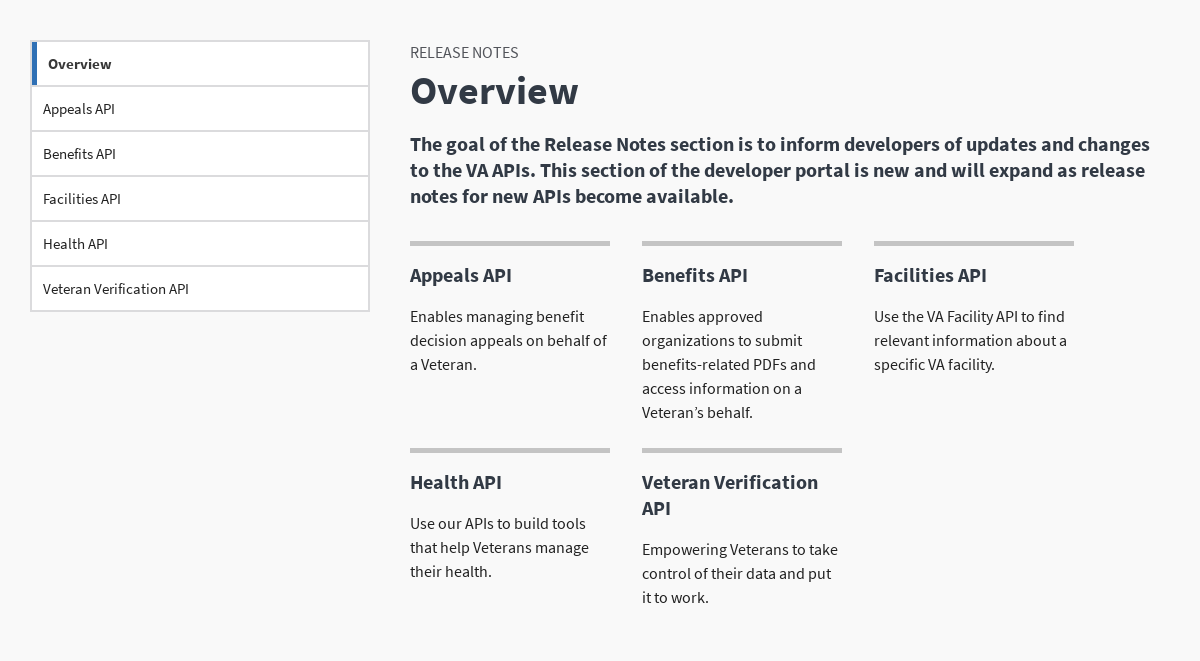 Overview
Appeals API
Benefits API
Facilities API
Health API
Veteran Verification API
RELEASE NOTES
Overview
The goal of the Release Notes section is to inform developers of updates and changes
to the VA APIs. This section of the developer portal is new and will expand as release
notes for new APIs become available.
Appeals API
Enables managing benefit
decision appeals on behalf of
a Veteran.
Benefits API
Enables approved
organizations to submit
benefits-related PDFs and
access information on a
Veteran’s behalf.
Facilities API
Use the VA Facility API to find
relevant information about a
specific VA facility.
Health API
Use our APIs to build tools
that help Veterans manage
their health.
Veteran Verification
API
Empowering Veterans to take
control of their data and put
it to work.